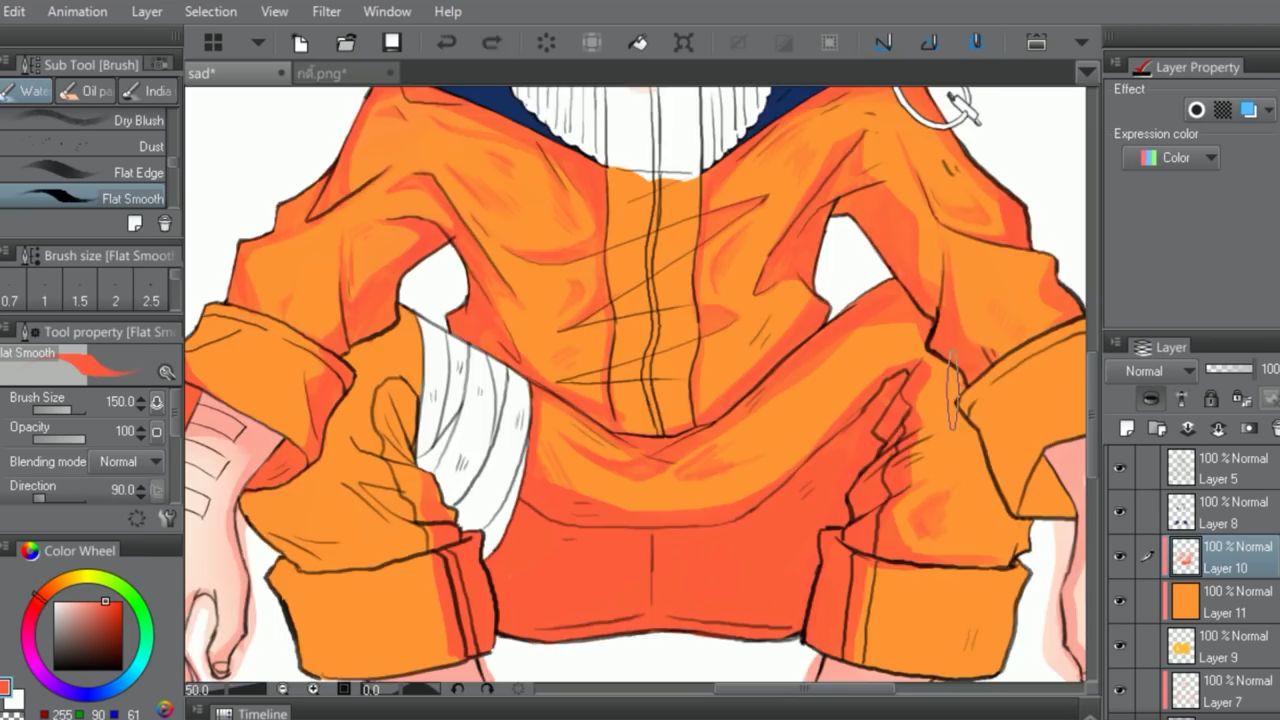 Edit Animation Layer Selection View Filter Window Help
Sub Tool [Brush]
Wate Oil pa India
Dry Blush
Dust
Flat Edge
Flat Smooth
Brush size [Flat Smooth
0.7 1 1.5 2 2.5
Tool property [Flat Smo
lat Smooth
Brush Size 150.0
Opacity 100
Blending mode Normal
Direction 90.0
Color Wheel
255 90 61
sad*
กดี้.png*
50.0 0.0
Timeline
Layer Property
Effect
Expression color
Color
Layer
Normal 100
100 % Normal
Layer 5
100 % Normal
Layer 8
100 % Normal
Layer 10
100 % Normal
Layer 11
100 % Normal
Layer 9
100 % Normal
Layer 7